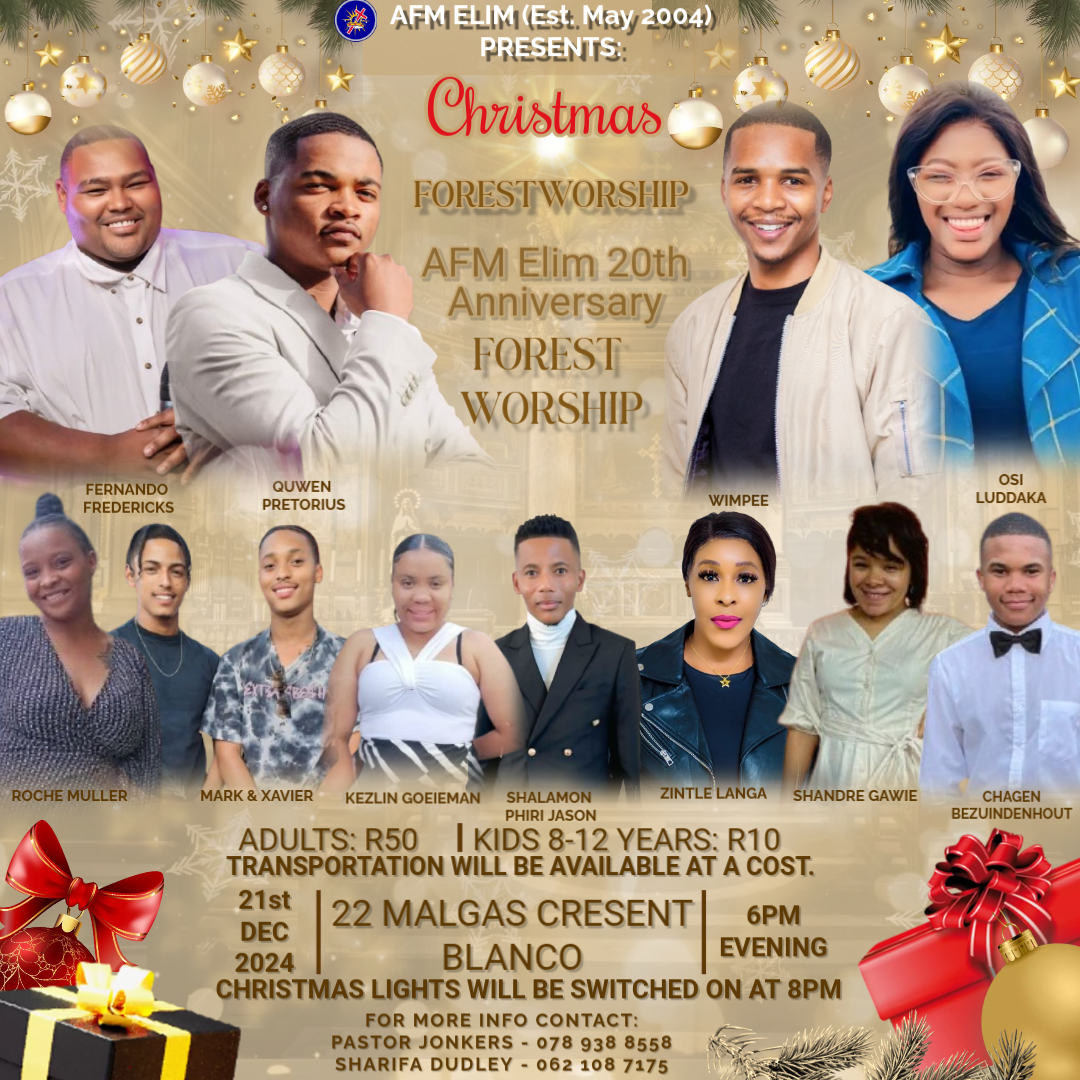 AFM ELIM (Est. May 2004)
PRESENTS:
Christmas
FORESTWORSHIP
AFM Elim 20th
Anniversary
FOREST
WORSHIP
FERNANDO
FREDERICKS
QUWEN
PRETORIUS
WIMPEE
OSI
LUDDAKA
ROCHE MULLER
MARK & XAVIER
KEZLIN GOEIEMAN
SHALAMON
PHIRI JASON
ZINTLE LANGA
SHANDRE GAWIE
CHAGEN
BEZUINDENHOUT
ADULTS: R50 | KIDS 8-12 YEARS: R10
TRANSPORTATION WILL BE AVAILABLE AT A COST.
21st
DEC
2024
22 MALGAS CRESENT
BLANCO
6PM
EVENING
CHRISTMAS LIGHTS WILL BE SWITCHED ON AT 8PM
FOR MORE INFO CONTACT:
PASTOR JONKERS - 078 938 8558
SHARIFA DUDLEY - 062 108 7175